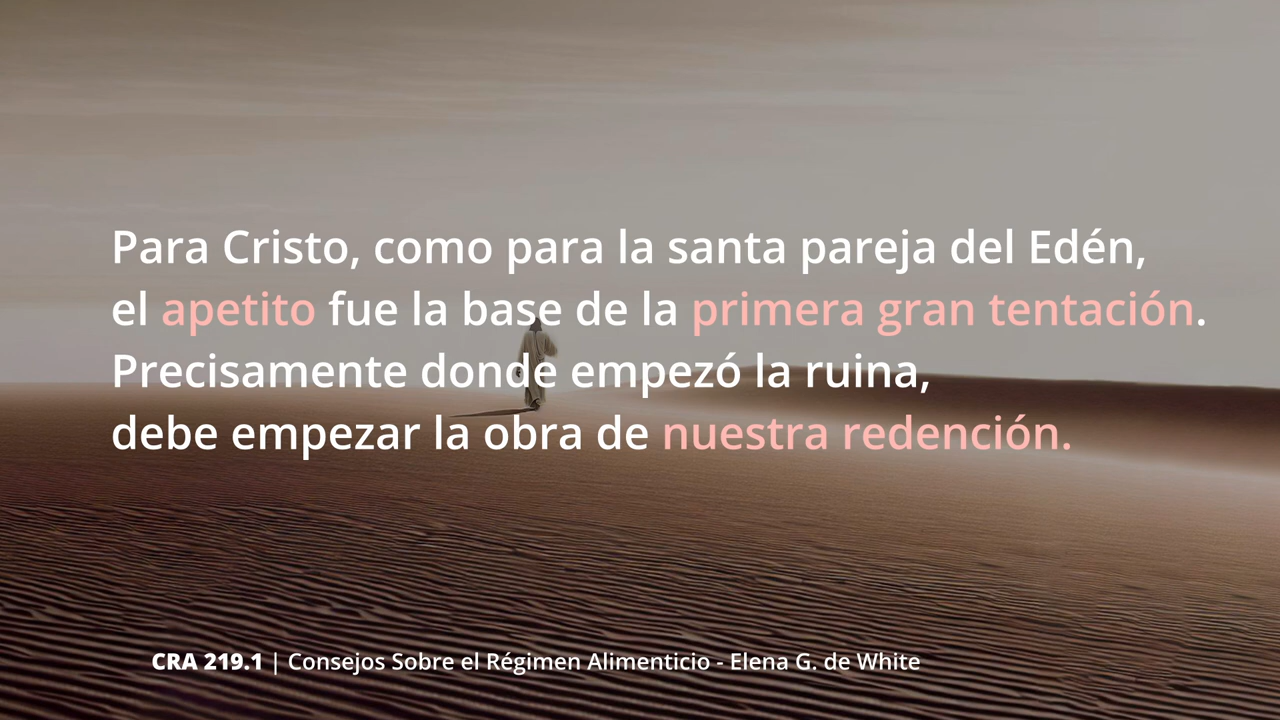 Para Cristo, como para la santa pareja del Edén,
el apetito fue la base de la primera gran tentación.
Precisamente donde empezó la ruina,
debe empezar la obra de nuestra redención.
CRA 219.1 | Consejos Sobre el Régimen Alimenticio - Elena G. de White